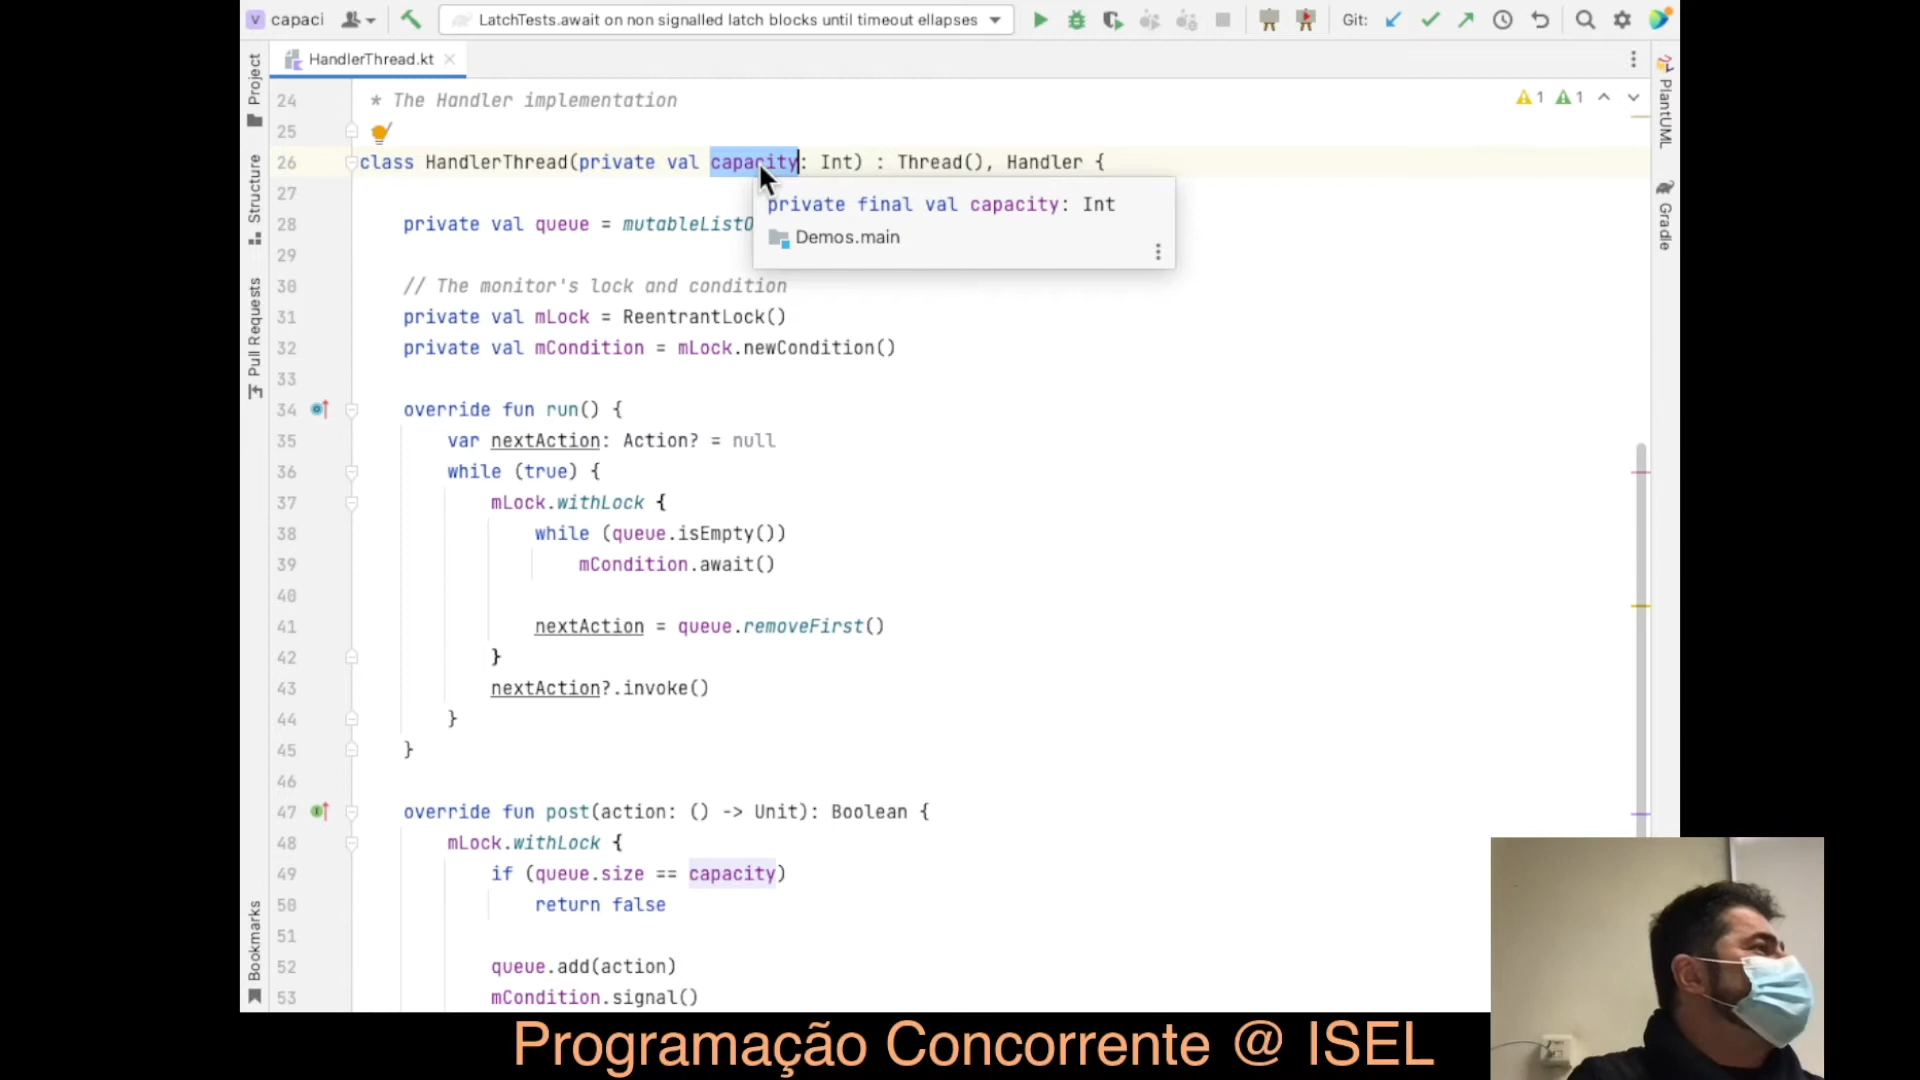 capaci
LatchTests.await on non signalled latch blocks until timeout ellapses
Git:
HandlerThread.kt
Project
Structure
Pull Requests
Bookmarks
PlantUML
Gradle
1 1
24 * The Handler implementation
25
26 class HandlerThread(private val capacity: Int) : Thread(), Handler {
27
private final val capacity: Int
28 private val queue = mutableListO
Demos.main
29
30 // The monitor's lock and condition
31 private val mLock = ReentrantLock()
32 private val mCondition = mLock.newCondition()
33
34 override fun run() {
35 var nextAction: Action? = null
36 while (true) {
37 mLock.withLock {
38 while (queue.isEmpty())
39 mCondition.await()
40
41 nextAction = queue.removeFirst()
42 }
43 nextAction?.invoke()
44 }
45 }
46
47 override fun post(action: () -> Unit): Boolean {
48 mLock.withLock {
49 if (queue.size == capacity)
50 return false
51
52 queue.add(action)
53 mCondition.signal()
Programação Concorrente @ ISEL